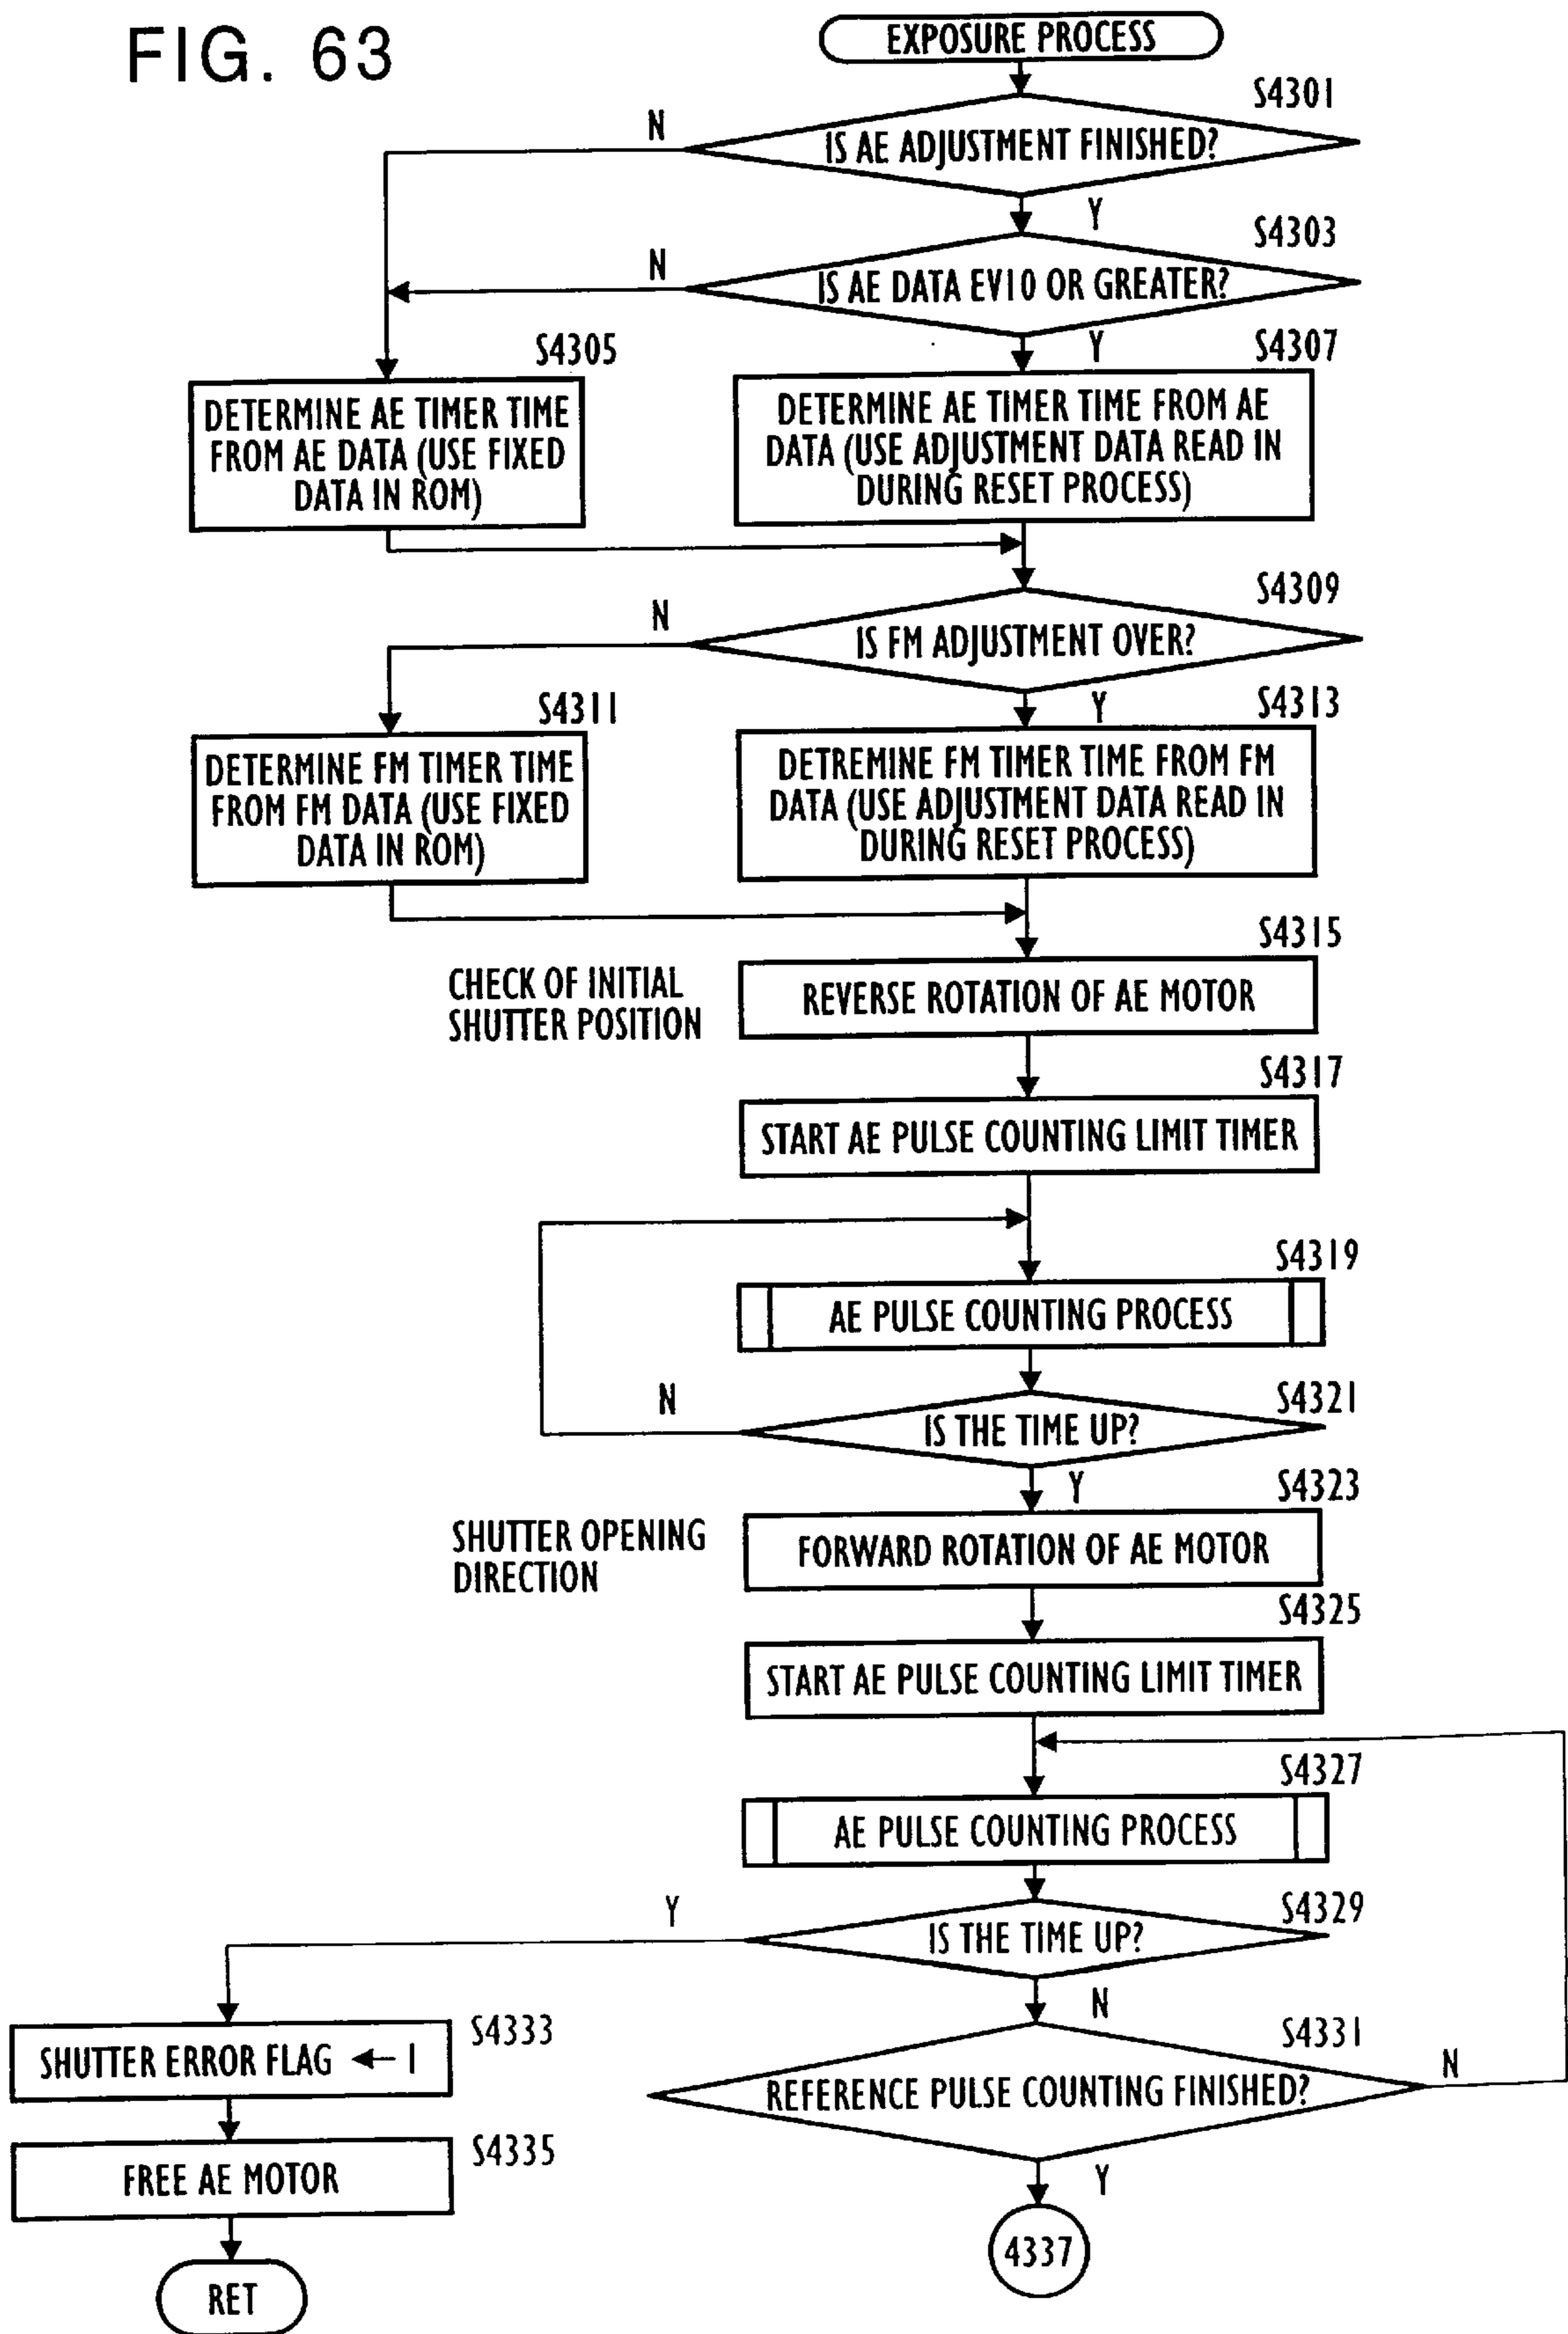 FIG. 63
EXPOSURE PROCESS
S4301
N
IS AE ADJUSTMENT FINISHED?
Y
S4303
N
IS AE DATA EV10 OR GREATER?
S4305
Y
S4307
DETERMINE AE TIMER TIME
FROM AE DATA (USE FIXED
DATA IN ROM)
DETERMINE AE TIMER TIME FROM AE
DATA (USE ADJUSTMENT DATA READ IN
DURING RESET PROCESS)
S4309
N
IS FM ADJUSTMENT OVER?
S4311
Y
S4313
DETERMINE FM TIMER TIME
FROM FM DATA (USE FIXED
DATA IN ROM)
DETREMINE FM TIMER TIME FROM FM
DATA (USE ADJUSTMENT DATA READ IN
DURING RESET PROCESS)
S4315
CHECK OF INITIAL
SHUTTER POSITION
REVERSE ROTATION OF AE MOTOR
S4317
START AE PULSE COUNTING LIMIT TIMER
S4319
AE PULSE COUNTING PROCESS
S4321
N
IS THE TIME UP?
Y
S4323
SHUTTER OPENING
DIRECTION
FORWARD ROTATION OF AE MOTOR
S4325
START AE PULSE COUNTING LIMIT TIMER
S4327
AE PULSE COUNTING PROCESS
S4329
Y
IS THE TIME UP?
N
S4333
S4331
SHUTTER ERROR FLAG ← 1
N
REFERENCE PULSE COUNTING FINISHED?
S4335
FREE AE MOTOR
Y
4337
RET